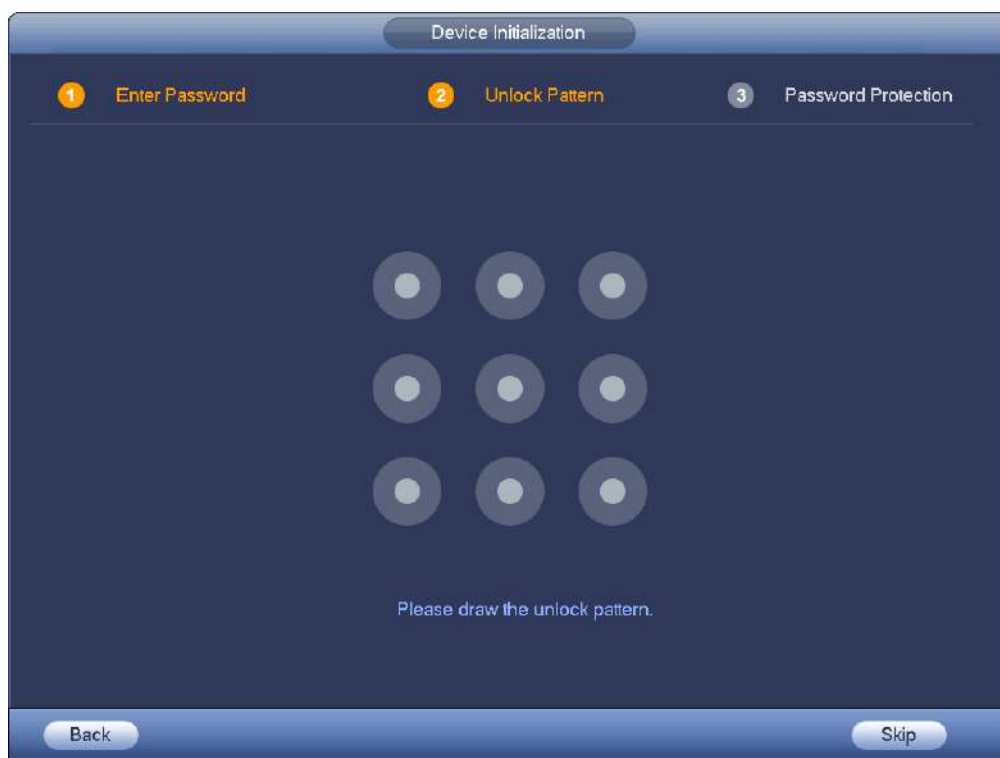 Device Initialization
1 Enter Password 2 Unlock Pattern 3 Password Protection
Please draw the unlock pattern.
Back Skip